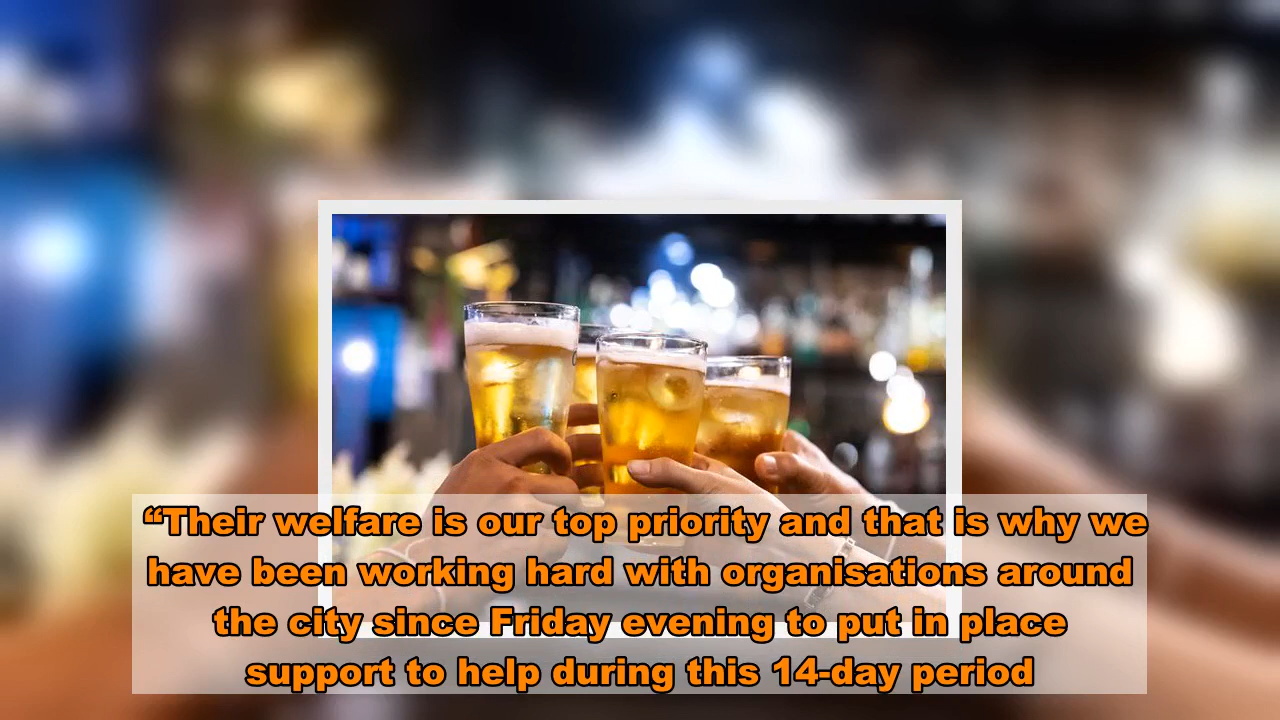 “Their welfare is our top priority and that is why we
have been working hard with organisations around
the city since Friday evening to put in place
support to help during this 14-day period